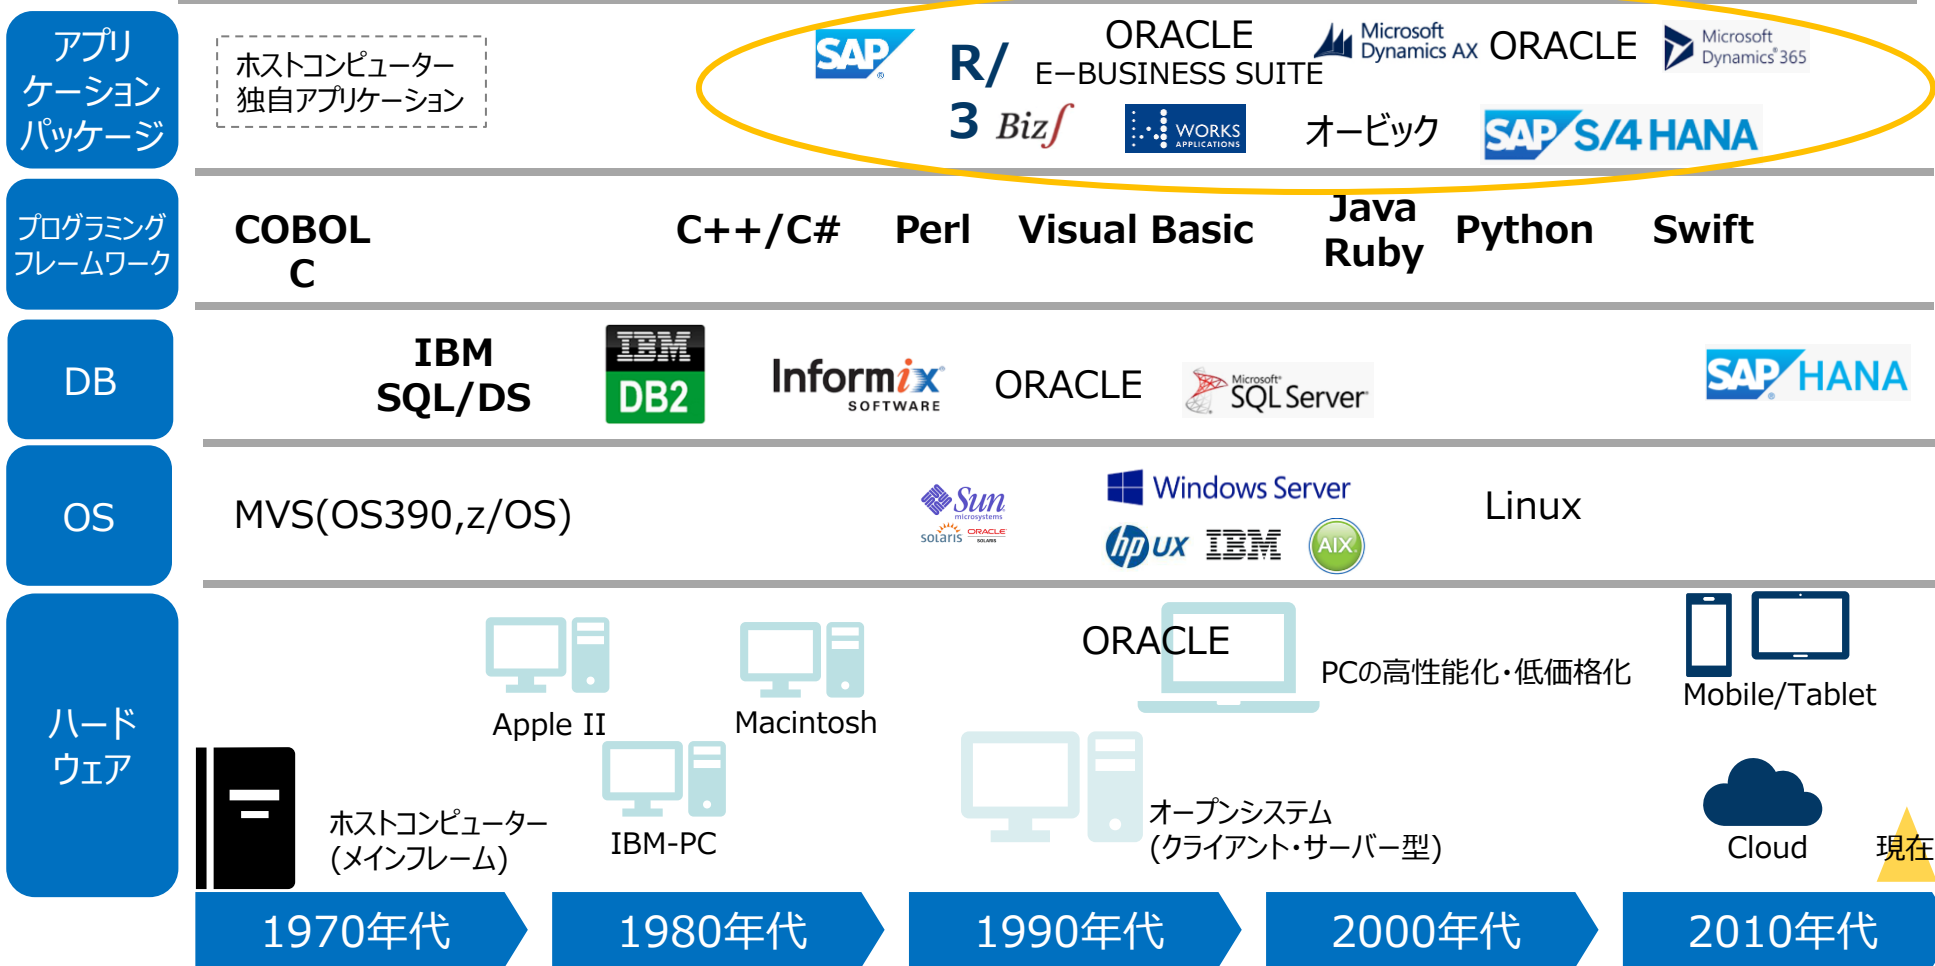 アプリ
ケーション
パッケージ
ホストコンピューター
独自アプリケーション
SAP®
R/
3
ORACLE
E−BUSINESS SUITE
Microsoft
Dynamics AX
ORACLE
Microsoft
Dynamics® 365
Biz∫
WORKS
APPLICATIONS
オービック
SAP S/4 HANA
プログラミング
フレームワーク
COBOL
C
C++/C#
Perl
Visual Basic
Java
Ruby
Python
Swift
DB
IBM
SQL/DS
IBM
DB2
Informix®
SOFTWARE
ORACLE
Microsoft®
SQL Server®
SAP® HANA
OS
MVS(OS390,z/OS)
Sun
microsystems
solaris
ORACLE
SOLARIS
Windows Server
hp UX
IBM
AIX
Linux
ハード
ウェア
Apple II
Macintosh
ORACLE
PCの高性能化・低価格化
Mobile/Tablet
ホストコンピューター
(メインフレーム)
IBM-PC
オープンシステム
(クライアント・サーバー型)
Cloud
現在
1970年代
1980年代
1990年代
2000年代
2010年代